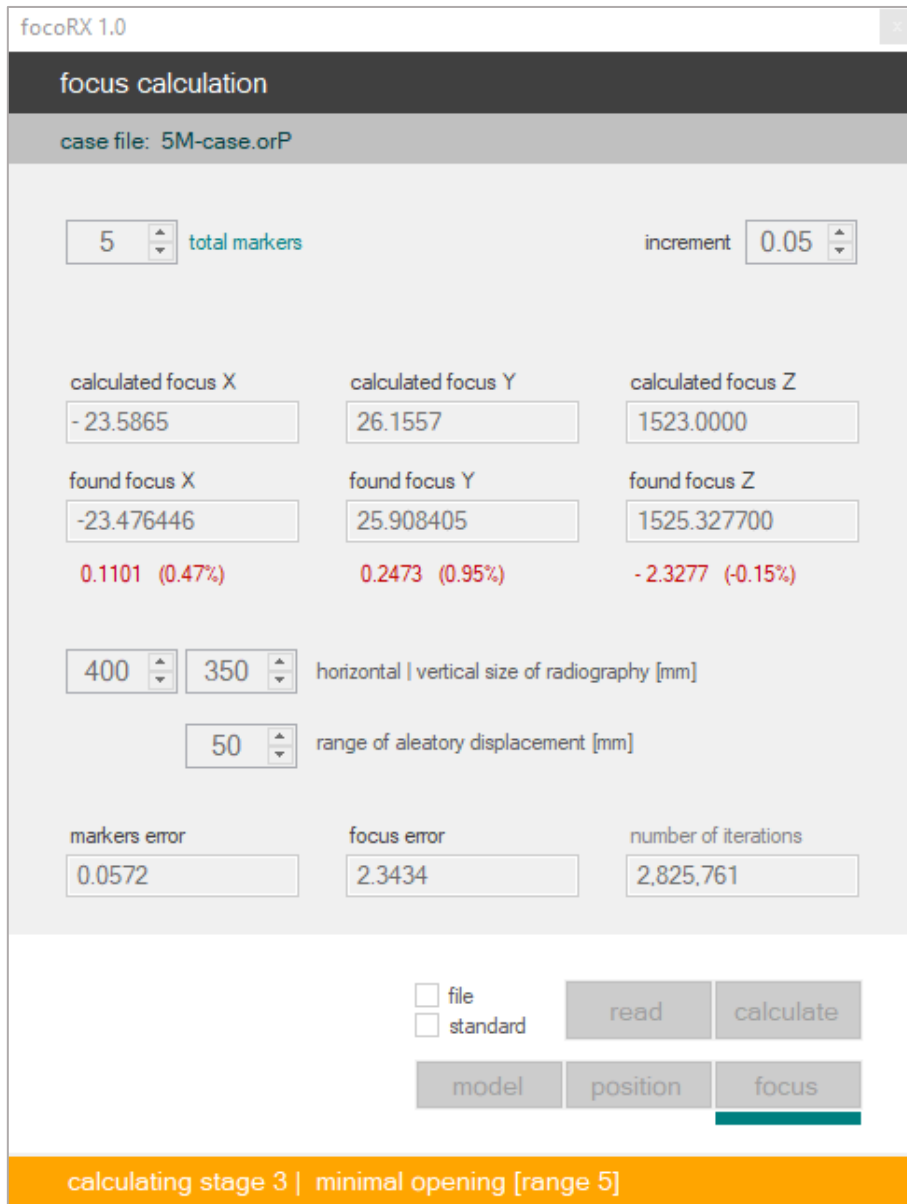 focoRX 1.0 x
focus calculation
case file: 5M-case.orP
5 total markers increment 0.05
calculated focus X calculated focus Y calculated focus Z
- 23.5865 26.1557 1523.0000
found focus X found focus Y found focus Z
-23.476446 25.908405 1525.327700
0.1101 (0.47%) 0.2473 (0.95%) - 2.3277 (-0.15%)
400 350 horizontal | vertical size of radiography [mm]
50 range of aleatory displacement [mm]
markers error focus error number of iterations
0.0572 2.3434 2,825,761
file
standard read calculate
model position focus
calculating stage 3 | minimal opening [range 5]